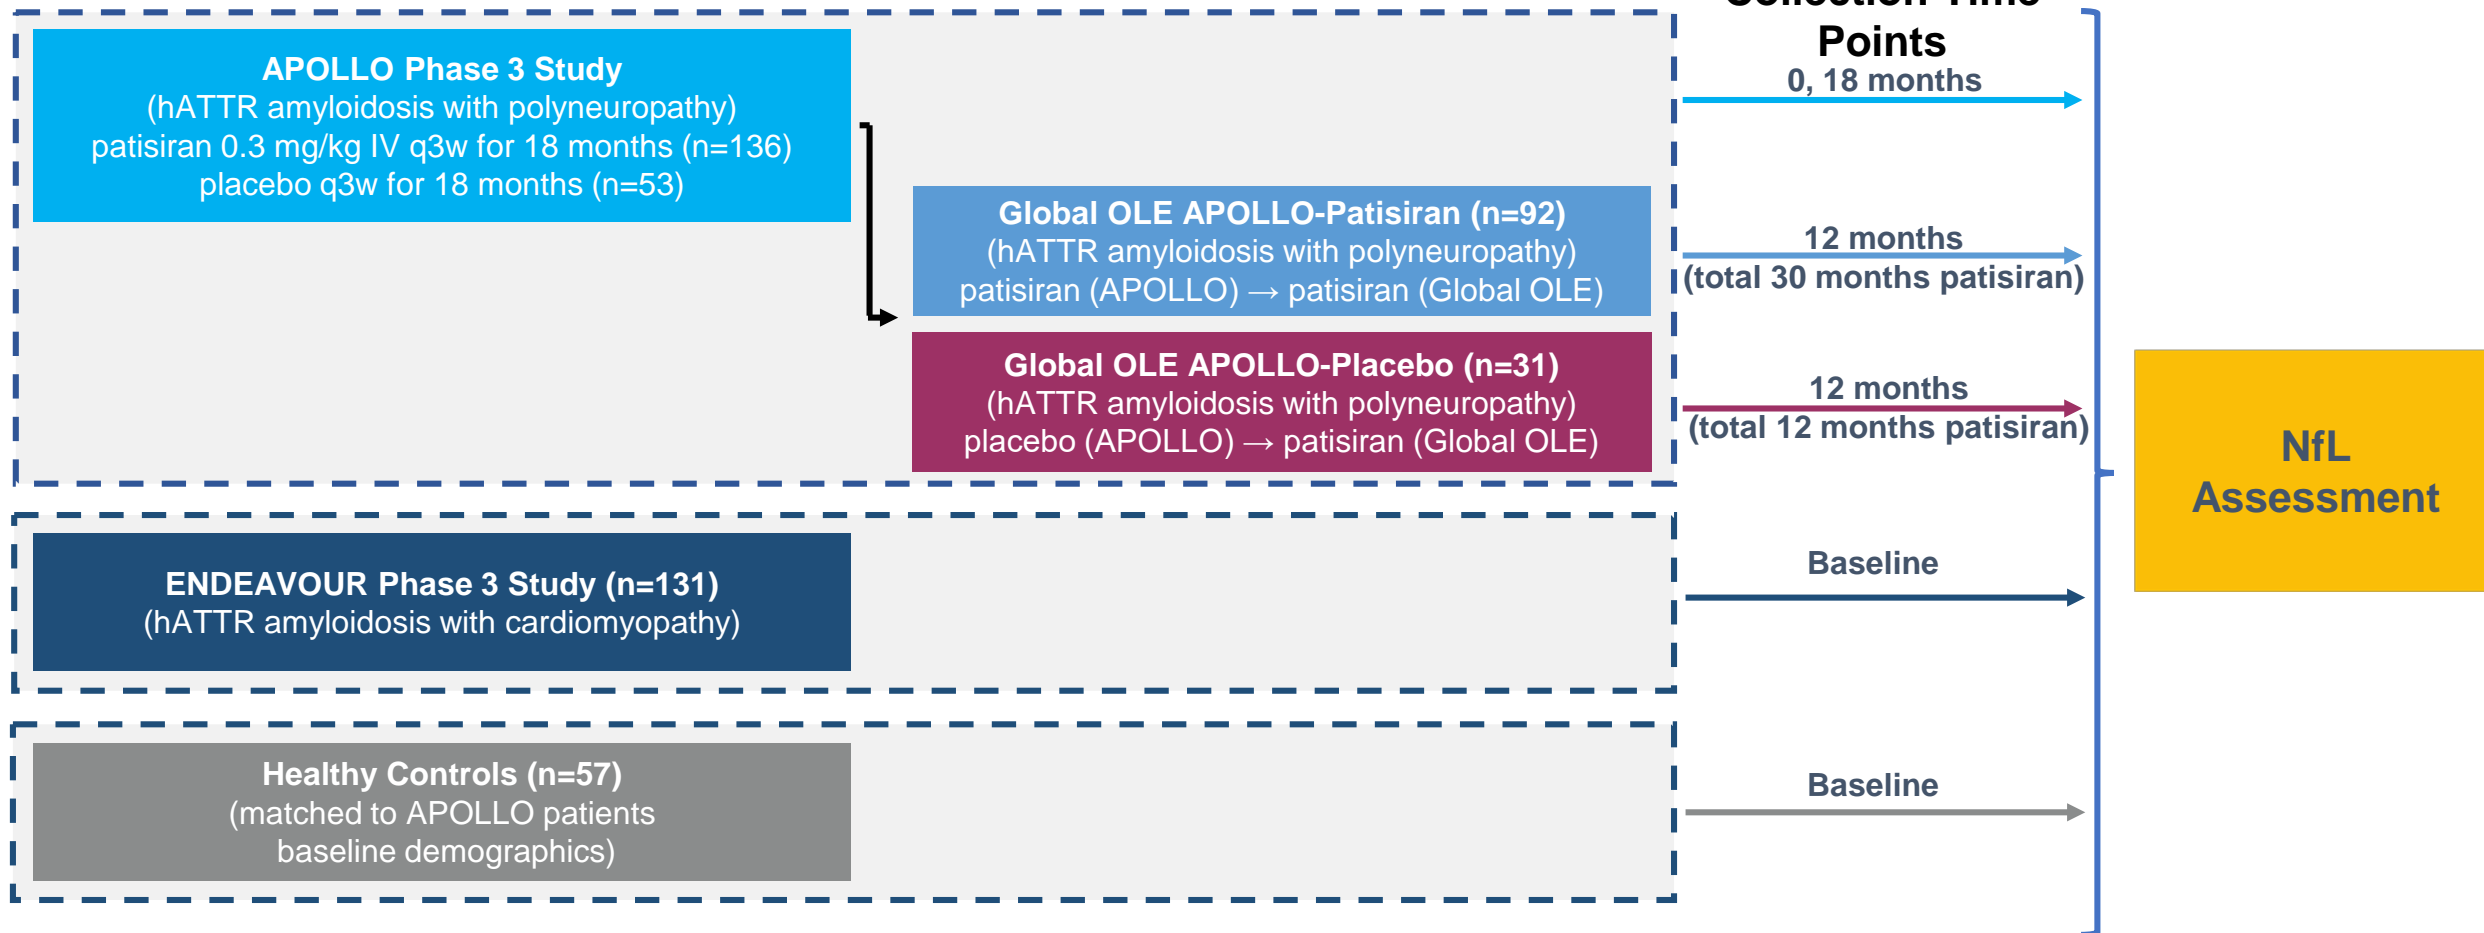 Collection Time
Points
APOLLO Phase 3 Study
(hATTR amyloidosis with polyneuropathy)
patisiran 0.3 mg/kg IV q3w for 18 months (n=136)
placebo q3w for 18 months (n=53)
0, 18 months
Global OLE APOLLO-Patisiran (n=92)
(hATTR amyloidosis with polyneuropathy)
patisiran (APOLLO) → patisiran (Global OLE)
12 months
(total 30 months patisiran)
Global OLE APOLLO-Placebo (n=31)
(hATTR amyloidosis with polyneuropathy)
placebo (APOLLO) → patisiran (Global OLE)
12 months
(total 12 months patisiran)
NfL
Assessment
ENDEAVOUR Phase 3 Study (n=131)
(hATTR amyloidosis with cardiomyopathy)
Baseline
Healthy Controls (n=57)
(matched to APOLLO patients
baseline demographics)
Baseline